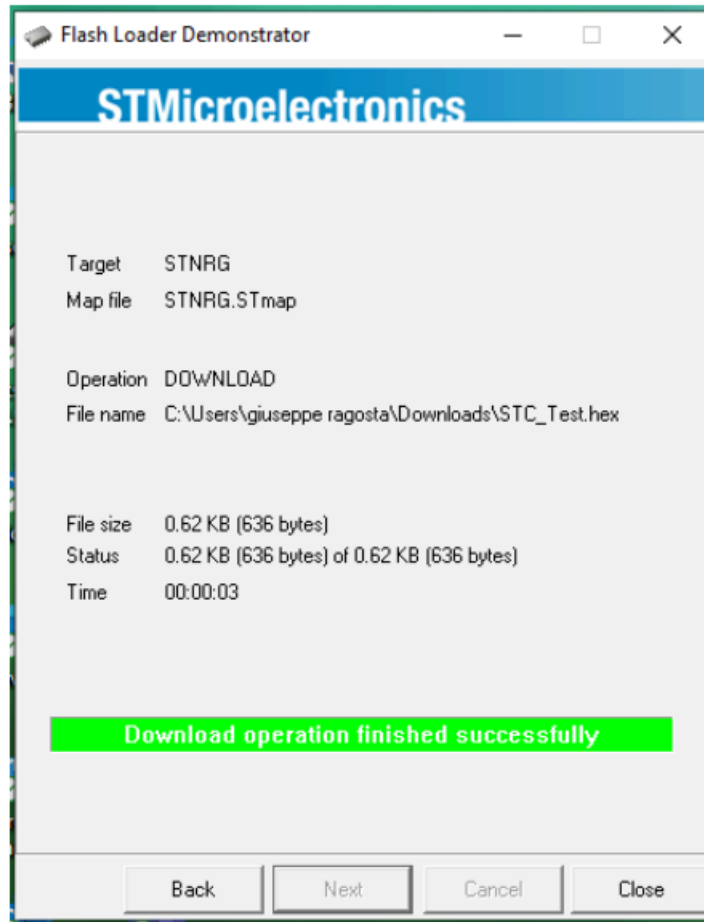 Flash Loader Demonstrator
STMicroelectronics
Target STNRG
Map file STNRG.STmap
Operation DOWNLOAD
File name C:\Users\giuseppe ragosta\Downloads\STC_Test.hex
File size 0.62 KB (636 bytes)
Status 0.62 KB (636 bytes) of 0.62 KB (636 bytes)
Time 00:00:03
Download operation finished successfully
Back Next Cancel Close